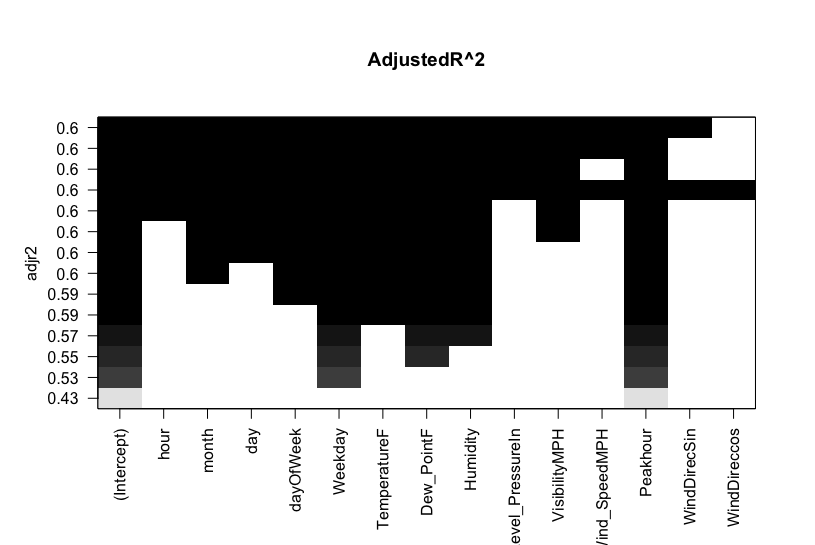 AdjustedR^2
adjr2
0.6
0.6
0.6
0.6
0.6
0.6
0.6
0.6
0.59
0.59
0.57
0.55
0.53
0.43
(Intercept)
hour
month
day
dayOfWeek
Weekday
TemperatureF
Dew_PointF
Humidity
evel_PressureIn
VisibilityMPH
Vind_SpeedMPH
Peakhour
WindDirecSin
WindDireccos